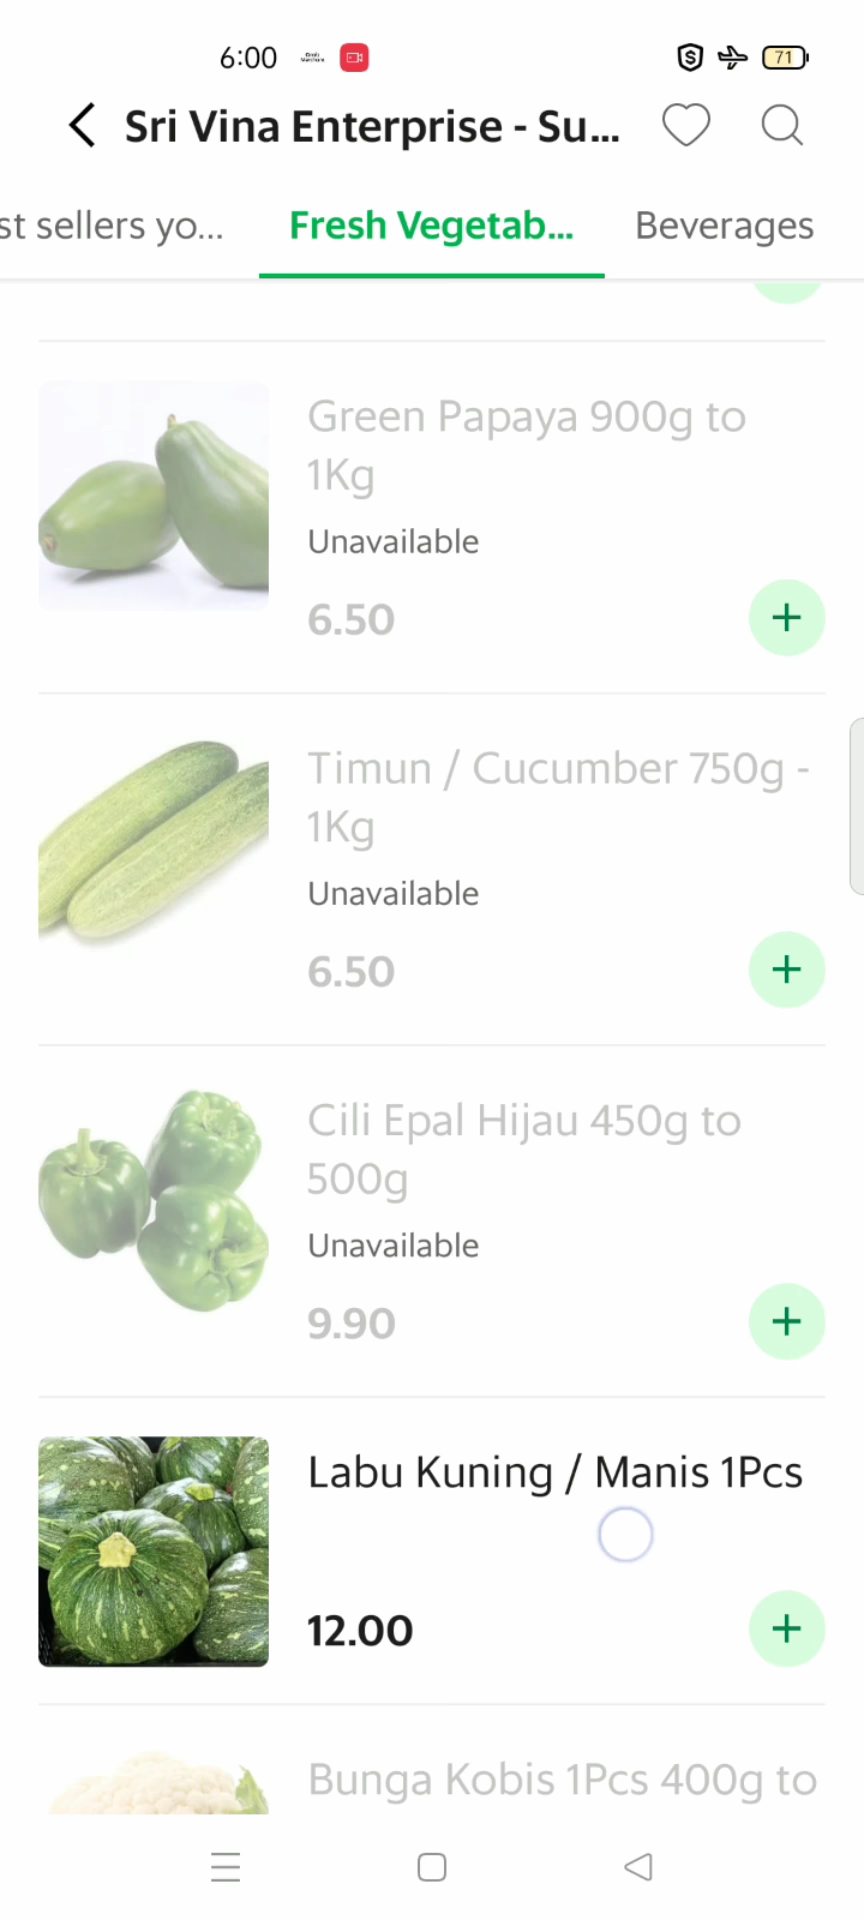 6:00
71
Sri Vina Enterprise - Su...
st sellers yo...
Fresh Vegetab...
Beverages
Green Papaya 900g to
1Kg
Unavailable
6.50
Timun / Cucumber 750g -
1Kg
Unavailable
6.50
Cili Epal Hijau 450g to
500g
Unavailable
9.90
Labu Kuning / Manis 1Pcs
12.00
Bunga Kobis 1Pcs 400g to